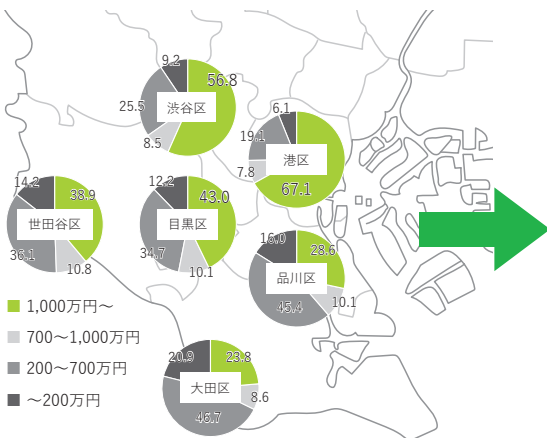 9.2
56.8
25.5
渋谷区
8.5
6.1
19.1
港区
7.8
67.1
14.2
38.9
世田谷区
36.1
10.8
12.2
43.0
目黒区
34.7
10.1
16.0
28.6
品川区
10.1
45.4
1,000万円～
700～1,000万円
200～700万円
～200万円
20.9
23.8
大田区
8.6
46.7